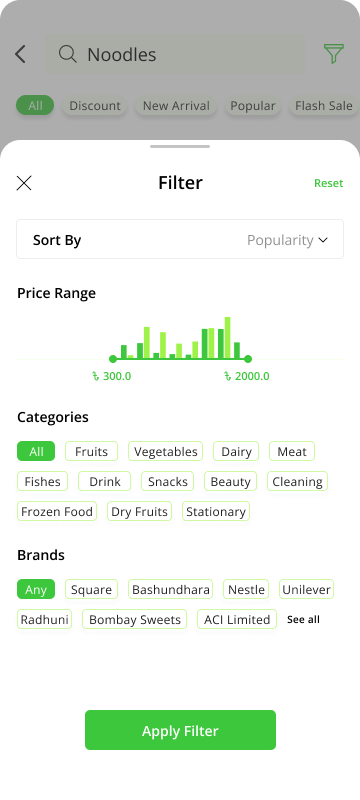 Noodles
All Discount New Arrival Popular Flash Sale
Filter Reset
Sort By Popularity
Price Range
৳ 300.0 ৳ 2000.0
Categories
All Fruits Vegetables Dairy Meat
Fishes Drink Snacks Beauty Cleaning
Frozen Food Dry Fruits Stationary
Brands
Any Square Bashundhara Nestle Unilever
Radhuni Bombay Sweets ACI Limited See all
Apply Filter